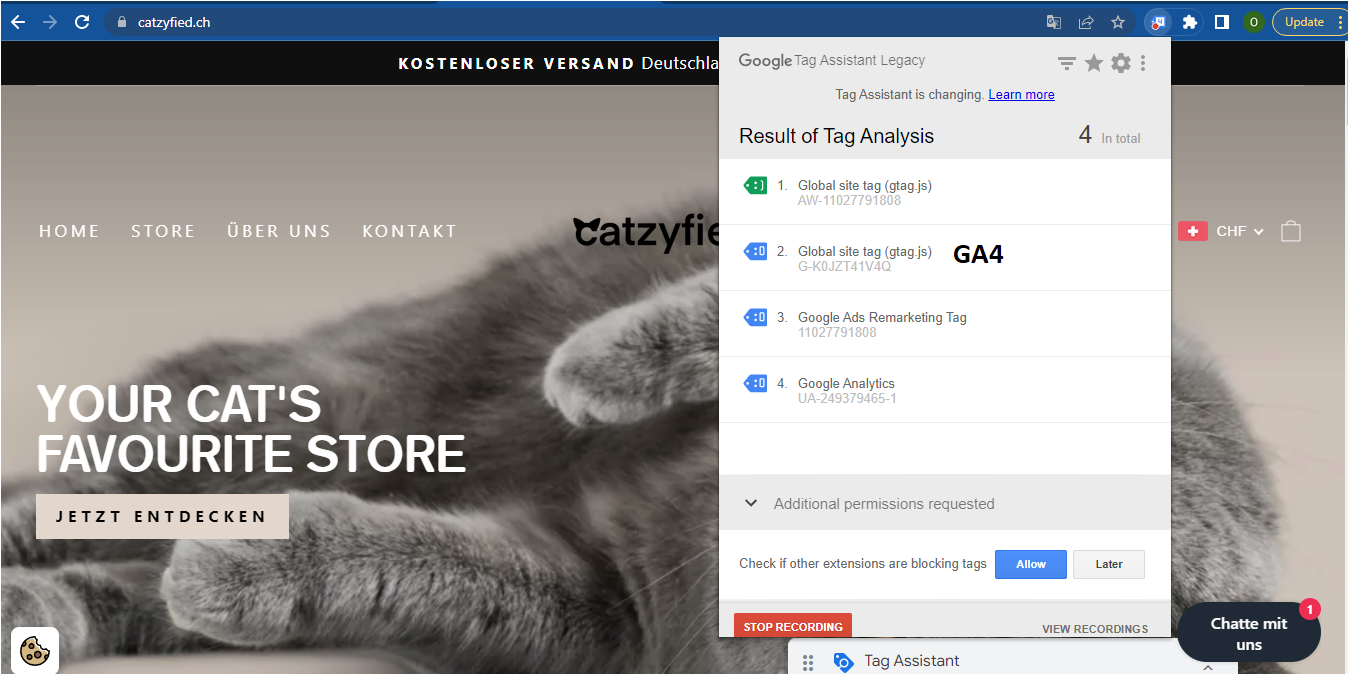 catzyfied.ch
O
Update
KOSTENLOSER VERSAND Deutschla
HOME STORE ÜBER UNS KONTAKT
catzyfie
CHF
YOUR CAT'S
FAVOURITE STORE
JETZT ENTDECKEN
Google Tag Assistant Legacy
Tag Assistant is changing. Learn more
Result of Tag Analysis 4 In total
1. Global site tag (gtag.js)
AW-11027791808
2. Global site tag (gtag.js) GA4
G-K0JZT41V4Q
3. Google Ads Remarketing Tag
11027791808
4. Google Analytics
UA-249379465-1
Additional permissions requested
Check if other extensions are blocking tags Allow Later
STOP RECORDING VIEW RECORDINGS
Tag Assistant
1
Chatte mit
uns